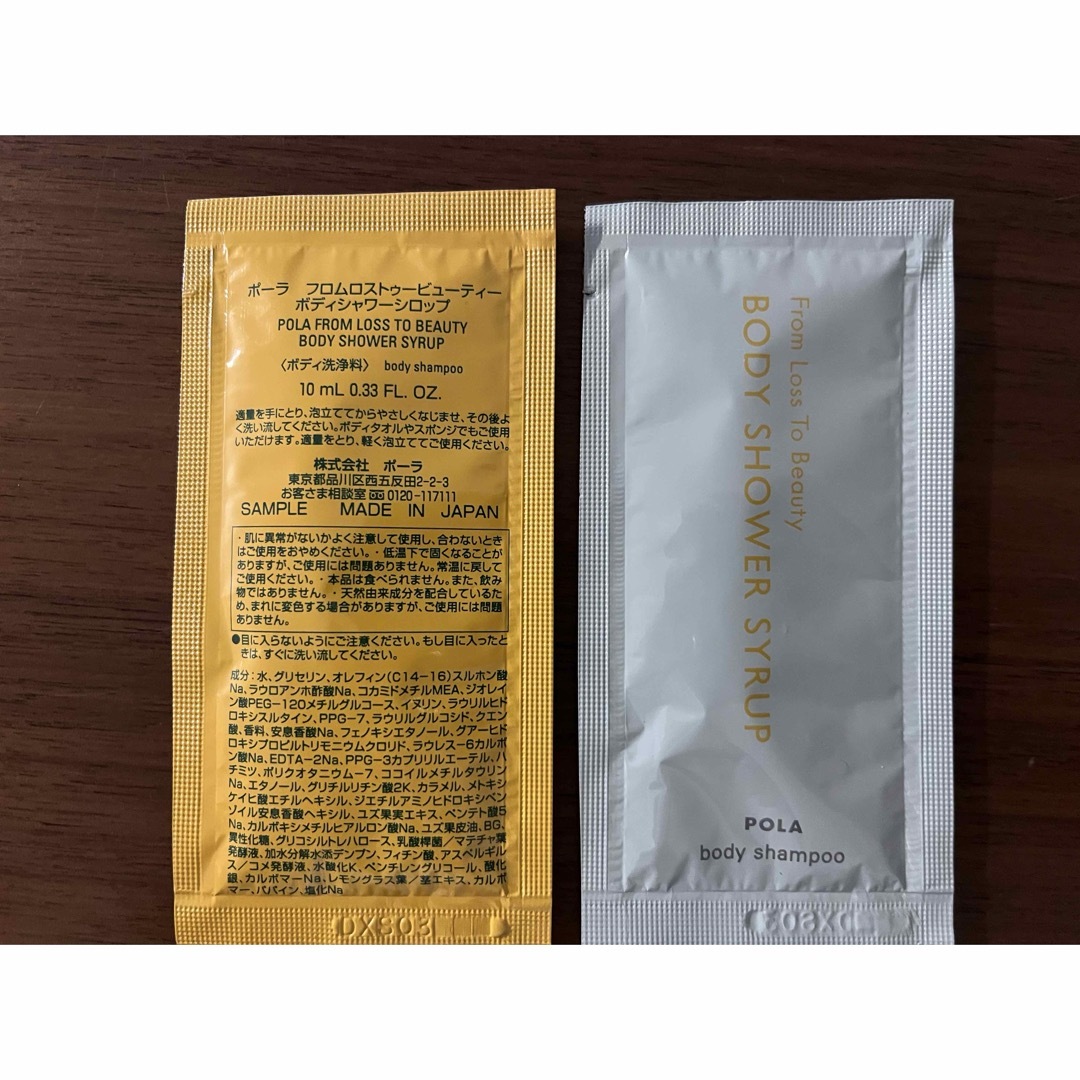 ポーラ フロムロストゥービューティー
ボディシャワーシロップ
POLA FROM LOSS TO BEAUTY
BODY SHOWER SYRUP
〈ボディ洗浄料〉 body shampoo
10 mL 0.33 FL. OZ.
適量を手にとり、泡立ててからやさしくなじませ、その後よ
く洗い流してください。ボディタオルやスポンジでもご使用
いただけます。適量をとり、軽く泡立ててご使用ください。
株式会社 ポーラ
東京都品川区西五反田2-2-3
お客さま相談室 0120-117111
SAMPLE MADE IN JAPAN
・肌に異常がないかよく注意して使用し、合わないとき
はご使用をおやめください。・低温下で固くなることが
ありますが、ご使用には問題ありません。常温に戻して
ご使用ください。・本品は食べられません。また、飲み
物ではありません。・天然由来成分を配合しているた
め、まれに変色する場合がありますが、ご使用には問題
ありません。
●目に入らないようにご注意ください。もし目に入ったと
きは、すぐに洗い流してください。
成分：水、グリセリン、オレフィン(C14-16)スルホン酸
Na、ラウロアンホ酢酸Na、コカミドメチルMEA、ジオレイ
ン酸PEG-120メチルグルコース、イヌリン、ラウリルヒド
ロキシスルタイン、PPG-7、ラウリルグルコシド、クエン
酸、香料、安息香酸Na、フェノキシエタノール、グアーヒド
ロキシプロピルトリモニウムクロリド、ラウレス-6カルボ
ン酸Na、EDTA-2Na、PPG-3カプリリルエーテル、ハ
チミツ、ポリクオタニウム-7、ココイルメチルタウリン
Na、エタノール、グリチルリチン酸2K、カラメル、メトキシ
ケイヒ酸エチルヘキシル、ジエチルアミノヒドロキシベン
ゾイル安息香酸ヘキシル、ユズ果実エキス、ペンテト酸5
Na、カルボキシメチルヒアルロン酸Na、ユズ果皮油、BG、
異性化糖、グリコシルトレハロース、乳酸桿菌／マテチャ葉
発酵液、加水分解水添デンプン、フィチン酸、アスペルギル
ス／コメ発酵液、水酸化K、ペンチレングリコール、酸化
銀、カルボマーNa、レモングラス葉／茎エキス、カルボ
マー、パパイン、塩化Na
DXS03
From Loss To Beauty
BODY SHOWER SYRUP
POLA
body shampoo